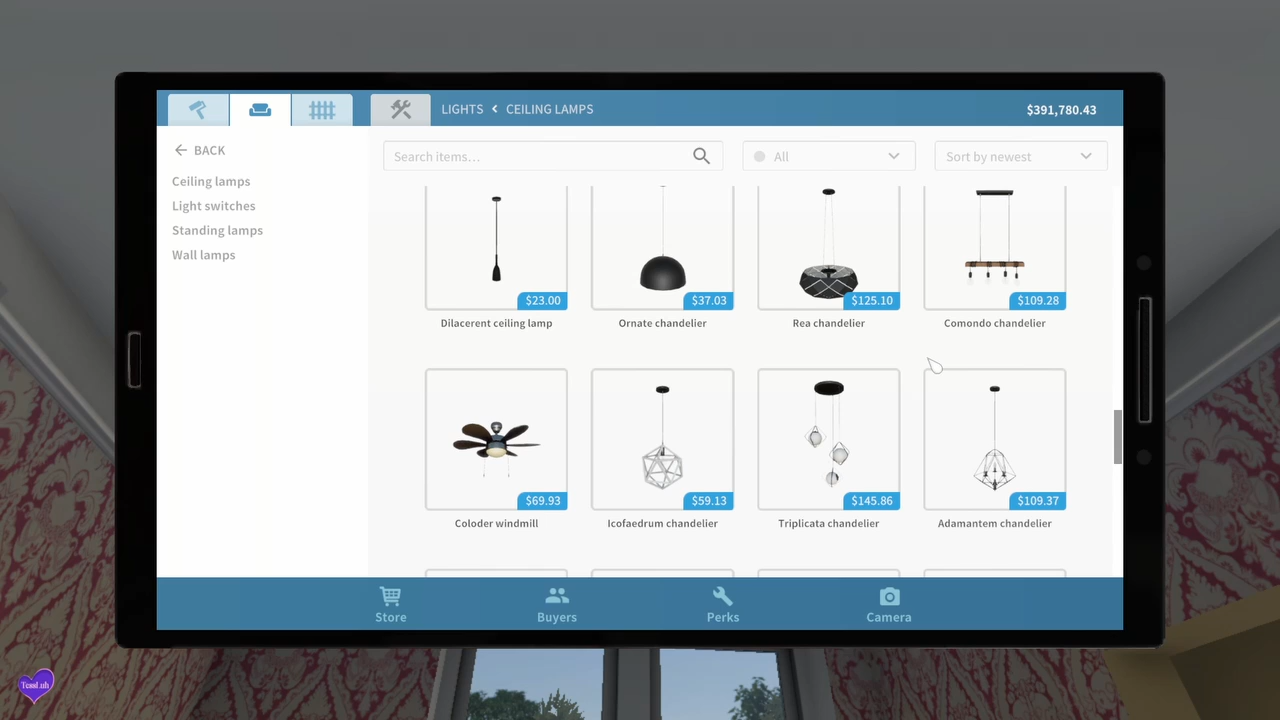 LIGHTS CEILING LAMPS
$391,780.43
BACK
Search items...
All
Sort by newest
Ceiling lamps
Light switches
Standing lamps
Wall lamps
$23.00
$37.03
$125.10
$109.28
Dilacerent ceiling lamp
Ornate chandelier
Rea chandelier
Comondo chandelier
$69.93
$59.13
$145.86
$109.37
Coloder windmill
Icofaedrum chandelier
Triplicata chandelier
Adamantem chandelier
Store
Buyers
Perks
Camera